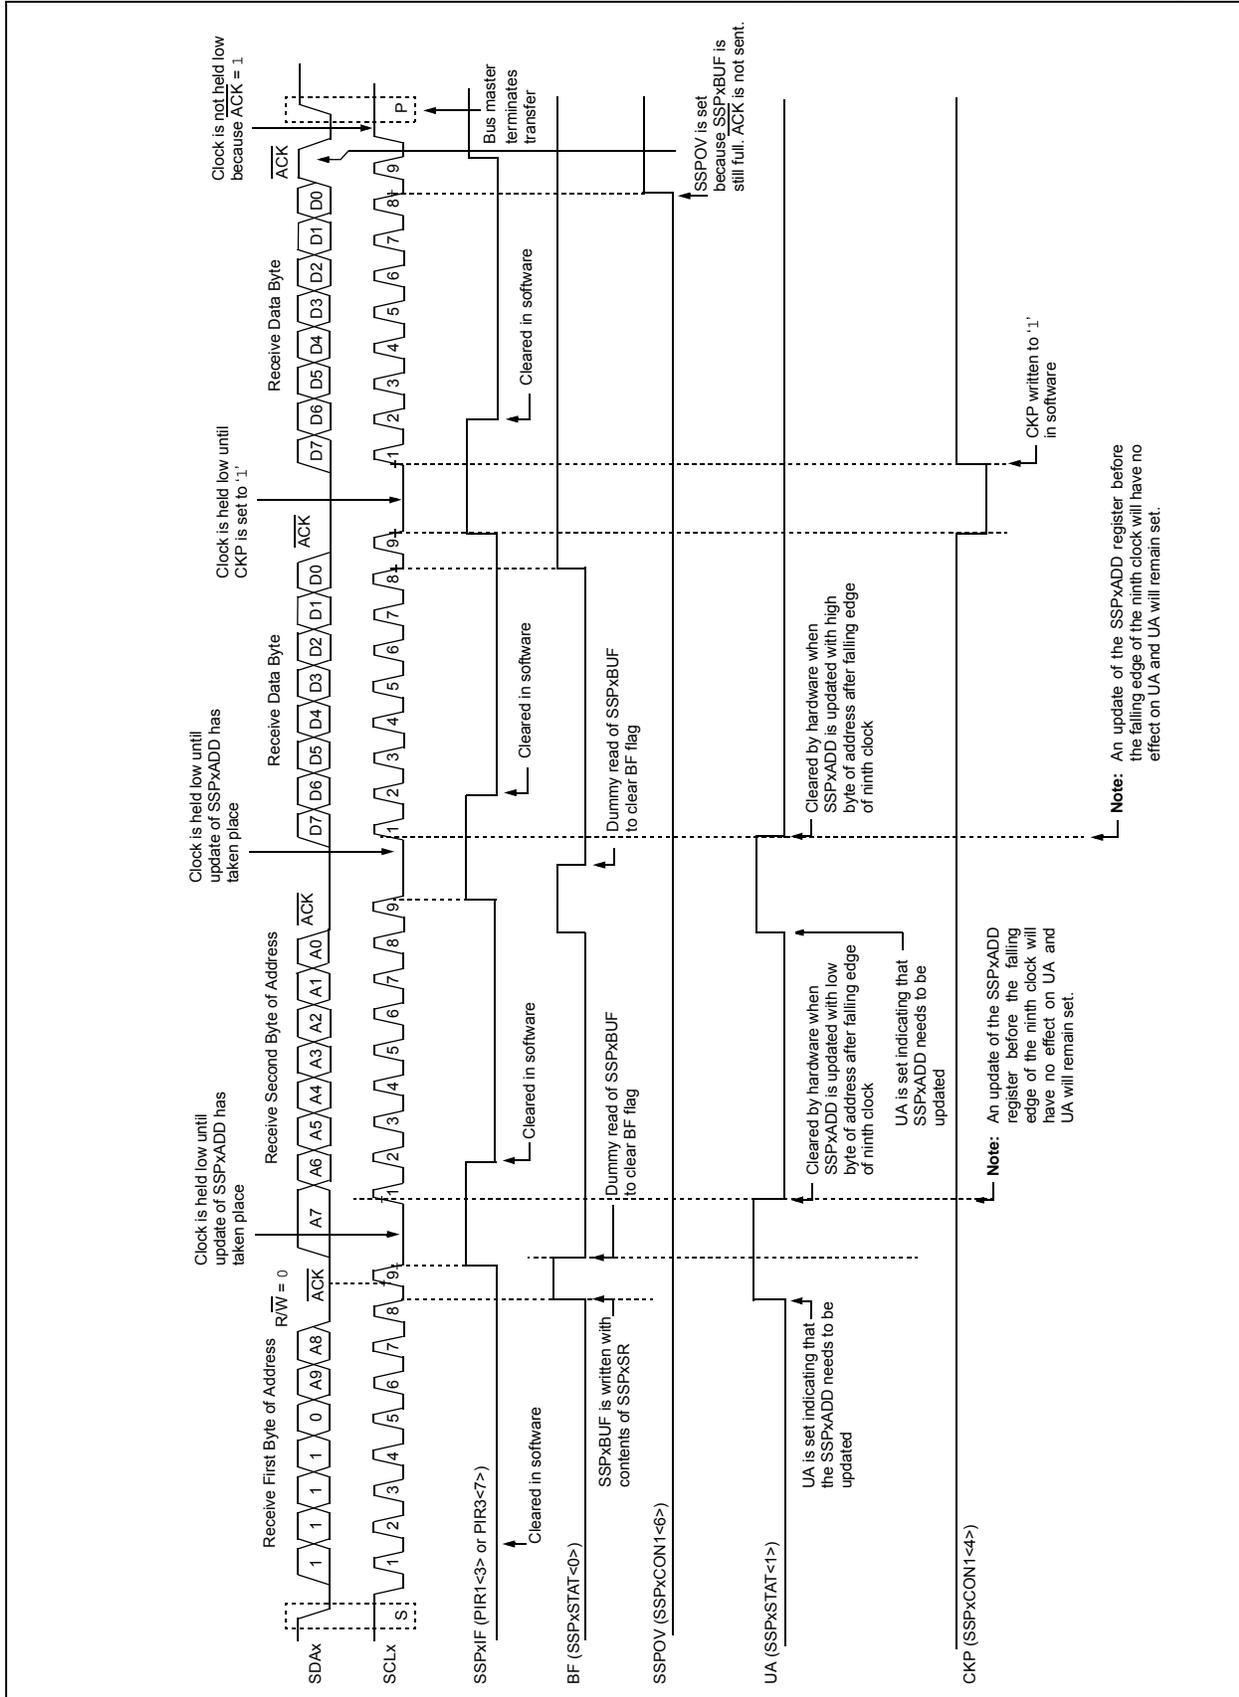 Clock is held low until
update of SSPxADD has
taken place
Clock is held low until
update of SSPxADD has
taken place
Clock is held low until
CKP is set to ‘1’
Clock is not held low
because ACK = 1
Receive First Byte of Address
R/W = 0
Receive Second Byte of Address
Receive Data Byte
Receive Data Byte
ACK
ACK
ACK
ACK
SDAx
1 1 1 1 0 A9 A8
A7 A6 A5 A4 A3 A2 A1 A0
D7 D6 D5 D4 D3 D2 D1 D0
D7 D6 D5 D4 D3 D2 D1 D0
SCLx
S
1 2 3 4 5 6 7 8 9
1 2 3 4 5 6 7 8 9
1 2 3 4 5 6 7 8 9
1 2 3 4 5 6 7 8 9
P
Bus master
terminates
transfer
SSPxIF (PIR1<3> or PIR3<7>)
Cleared in software
Cleared in software
Cleared in software
Cleared in software
BF (SSPxSTAT<0>)
SSPxBUF is written with
contents of SSPxSR
Dummy read of SSPxBUF
to clear BF flag
Dummy read of SSPxBUF
to clear BF flag
SSPOV (SSPxCON1<6>)
SSPOV is set
because SSPxBUF is
still full. ACK is not sent.
UA (SSPxSTAT<1>)
UA is set indicating that
the SSPxADD needs to be
updated
Cleared by hardware when
SSPxADD is updated with low
byte of address after falling edge
of ninth clock
UA is set indicating that
SSPxADD needs to be
updated
Cleared by hardware when
SSPxADD is updated with high
byte of address after falling edge
of ninth clock
CKP (SSPxCON1<4>)
CKP written to ‘1’
in software
Note: An update of the SSPxADD
register before the falling
edge of the ninth clock will
have no effect on UA and
UA will remain set.
Note: An update of the SSPxADD register before
the falling edge of the ninth clock will have no
effect on UA and UA will remain set.